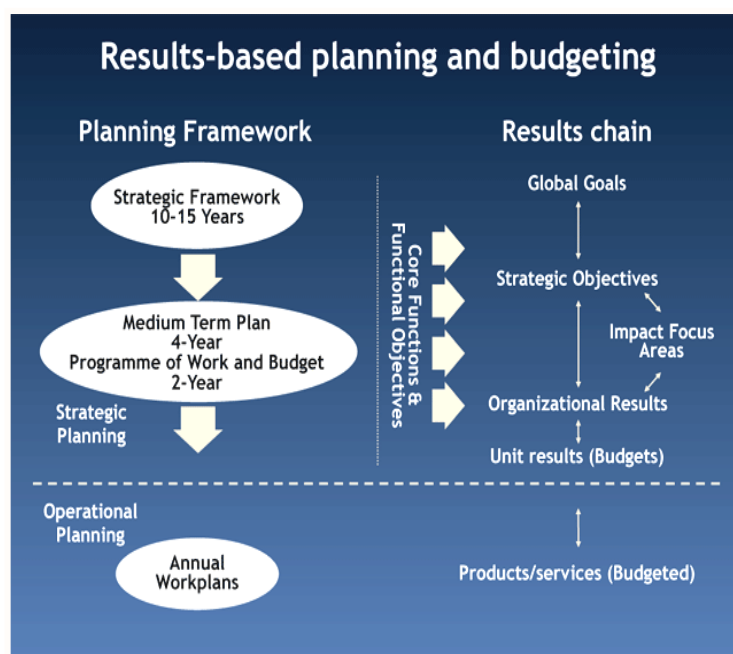 Results-based planning and budgeting
Planning Framework
Strategic Framework
10-15 Years
Medium Term Plan
4-Year
Programme of Work and Budget
2-Year
Strategic
Planning
Operational
Planning
Annual
Workplans
Core Functions &
Functional Objectives
Results chain
Global Goals
Strategic Objectives
Impact Focus
Areas
Organizational Results
Unit results (Budgets)
Products/services (Budgeted)